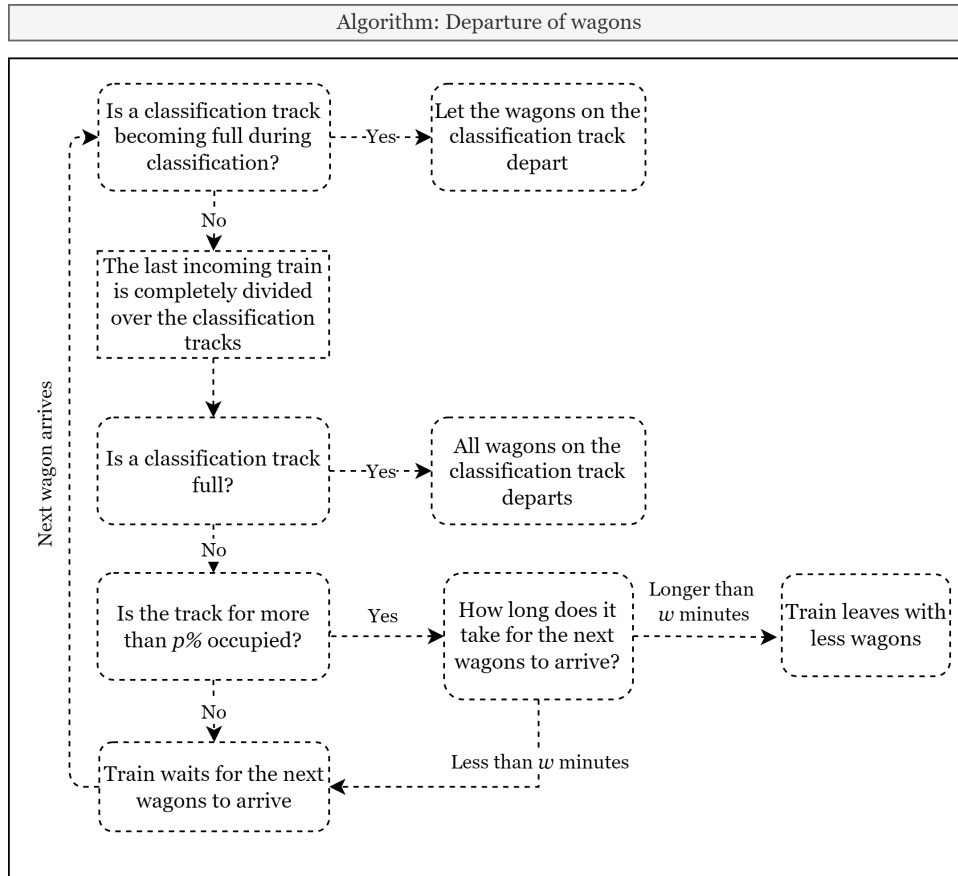 Algorithm: Departure of wagons
Is a classification track
becoming full during
classification?
Yes
Let the wagons on the
classification track
depart
No
The last incoming train
is completely divided
over the classification
tracks
Next wagon arrives
Is a classification track
full?
Yes
All wagons on the
classification track
departs
No
Is the track for more
than p% occupied?
Yes
How long does it
take for the next
wagons to arrive?
Longer than
w minutes
Train leaves with
less wagons
No
Less than w minutes
Train waits for the next
wagons to arrive